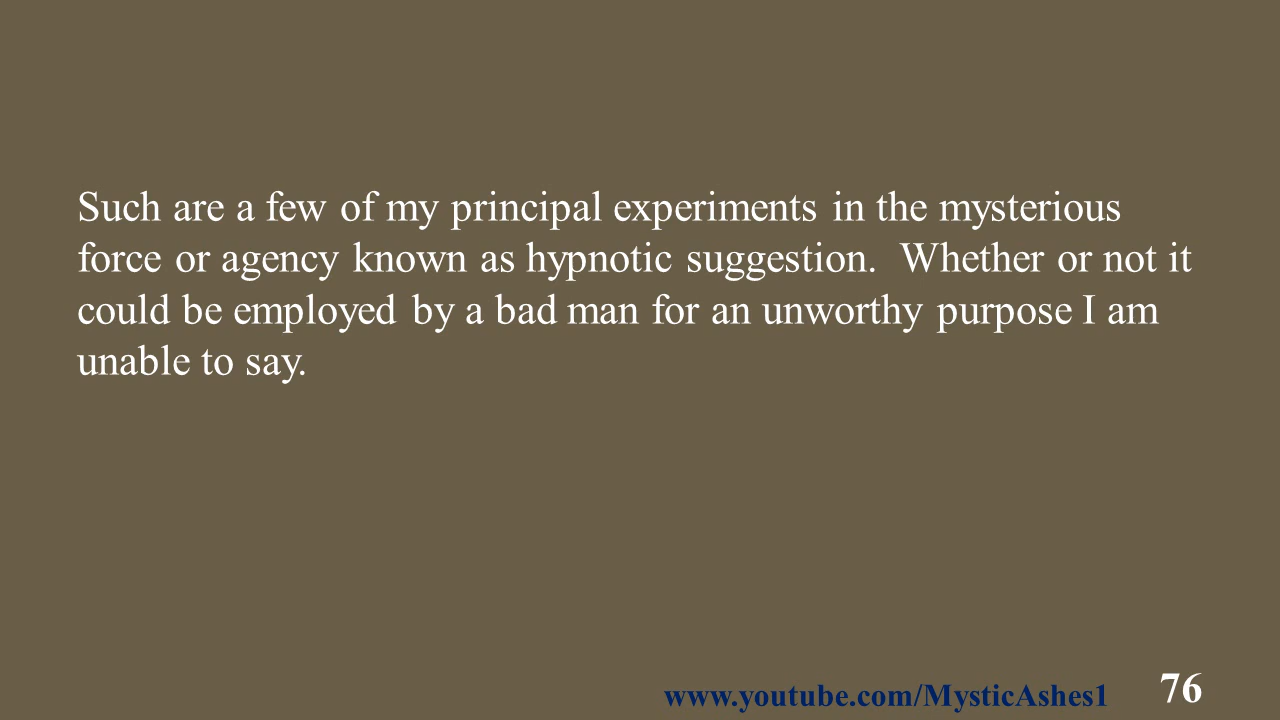 Such are a few of my principal experiments in the mysterious
force or agency known as hypnotic suggestion.  Whether or not it
could be employed by a bad man for an unworthy purpose I am
unable to say.
www.youtube.com/MysticAshes1
76